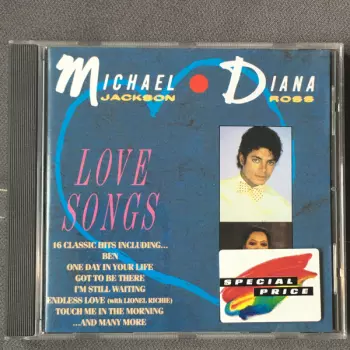 MICHAEL • DIANA
JACKSON ROSS
LOVE
SONGS
16 CLASSIC HITS INCLUDING...
BEN
ONE DAY IN YOUR LIFE
GOT TO BE THERE
I'M STILL WAITING
ENDLESS LOVE (with LIONEL RICHIE)
TOUCH ME IN THE MORNING
...AND MANY MORE
SPECIAL
PRICE